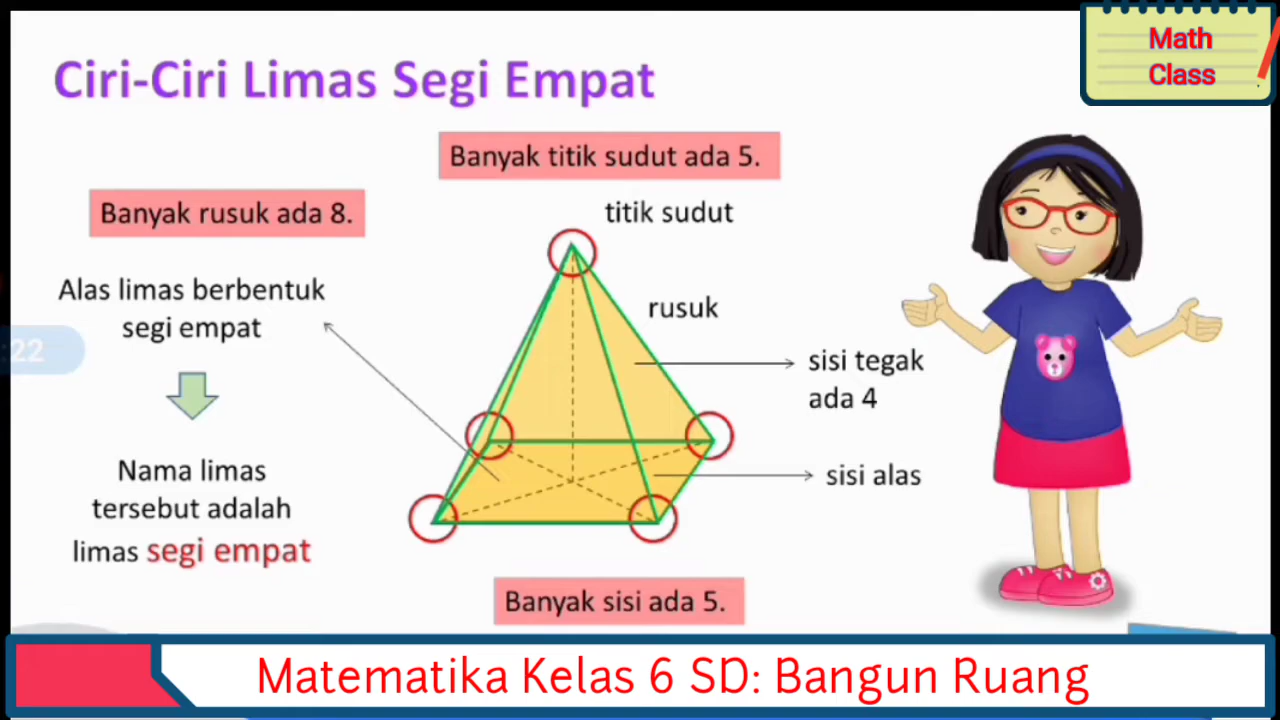 Math
Class
Ciri-Ciri Limas Segi Empat
Banyak titik sudut ada 5.
Banyak rusuk ada 8.
titik sudut
Alas limas berbentuk
segi empat
rusuk
:22
sisi tegak
ada 4
Nama limas
tersebut adalah
limas segi empat
sisi alas
Banyak sisi ada 5.
Matematika Kelas 6 SD: Bangun Ruang